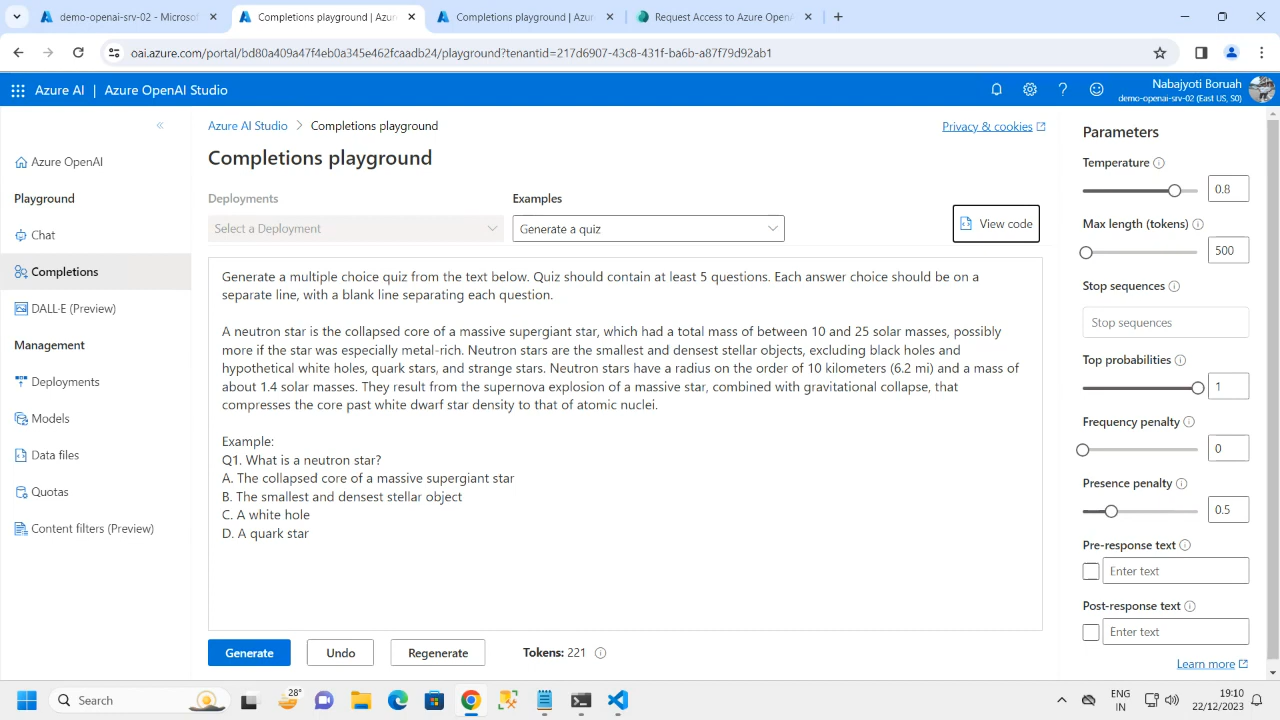 demo-openai-srv-02 - Microsof
Completions playground | Azur
Completions playground | Azur
Request Access to Azure OpenA
oai.azure.com/portal/bd80a409a47f4eb0a345e462fcaadb24/playground?tenantid=217d6907-43c8-431f-ba6b-a87f79d92ab1
Azure AI | Azure OpenAI Studio
Nabajyoti Boruah
demo-openai-srv-02 (East US, S0)
Azure OpenAI
Playground
Chat
Completions
DALL·E (Preview)
Management
Deployments
Models
Data files
Quotas
Content filters (Preview)
Azure AI Studio > Completions playground
Privacy & cookies
Completions playground
Deployments
Select a Deployment
Examples
Generate a quiz
View code
Generate a multiple choice quiz from the text below. Quiz should contain at least 5 questions. Each answer choice should be on a
separate line, with a blank line separating each question.
A neutron star is the collapsed core of a massive supergiant star, which had a total mass of between 10 and 25 solar masses, possibly
more if the star was especially metal-rich. Neutron stars are the smallest and densest stellar objects, excluding black holes and
hypothetical white holes, quark stars, and strange stars. Neutron stars have a radius on the order of 10 kilometers (6.2 mi) and a mass of
about 1.4 solar masses. They result from the supernova explosion of a massive star, combined with gravitational collapse, that
compresses the core past white dwarf star density to that of atomic nuclei.
Example:
Q1. What is a neutron star?
A. The collapsed core of a massive supergiant star
B. The smallest and densest stellar object
C. A white hole
D. A quark star
Generate
Undo
Regenerate
Tokens: 221
Parameters
Temperature
0.8
Max length (tokens)
500
Stop sequences
Stop sequences
Top probabilities
1
Frequency penalty
0
Presence penalty
0.5
Pre-response text
Enter text
Post-response text
Enter text
Learn more
Search
28°
ENG
IN
19:10
22/12/2023